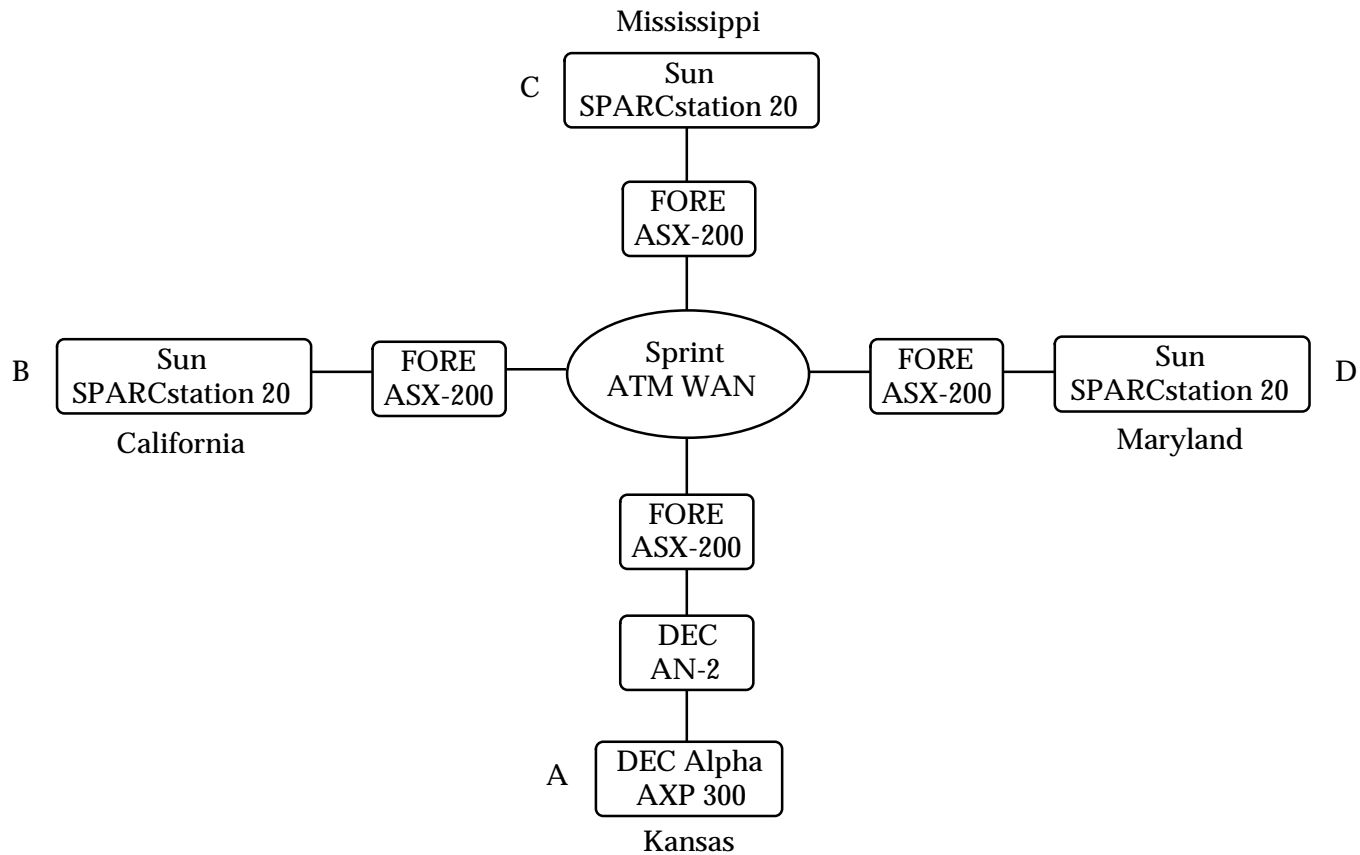 Mississippi
C
Sun
SPARCstation 20
FORE
ASX-200
B
Sun
SPARCstation 20
California
FORE
ASX-200
Sprint
ATM WAN
FORE
ASX-200
Sun
SPARCstation 20
D
Maryland
FORE
ASX-200
DEC
AN-2
A
DEC Alpha
AXP 300
Kansas